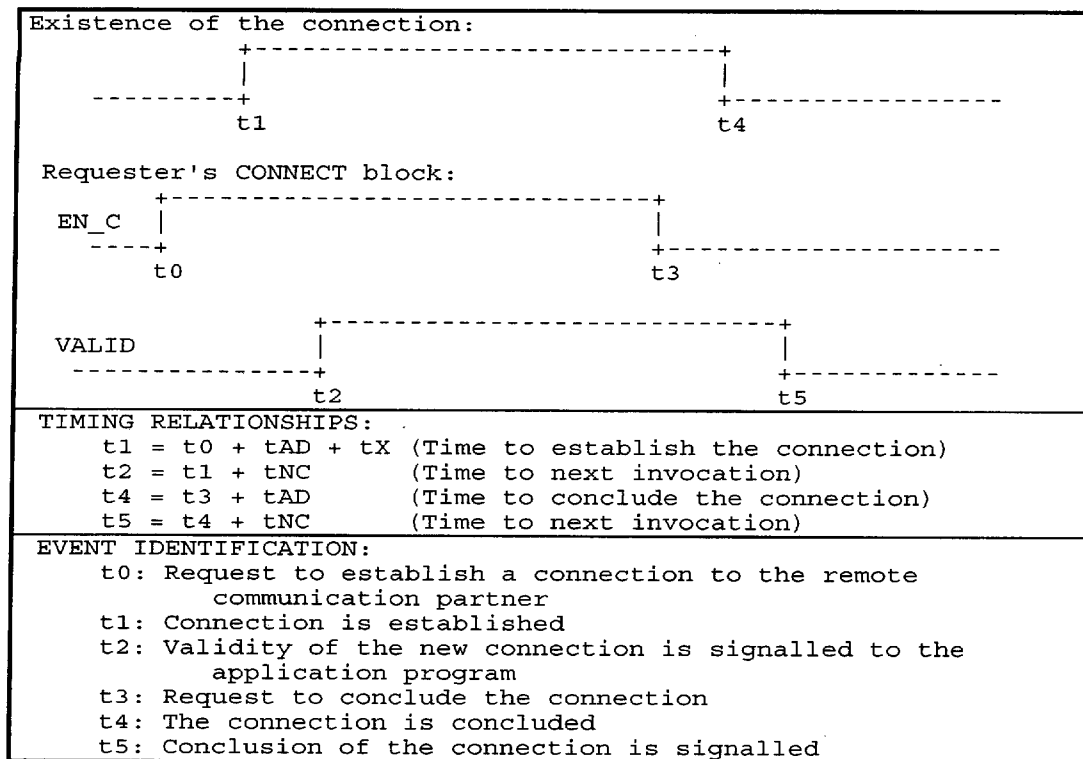 Existence of the connection:
t1 t4
Requester's CONNECT block:
EN_C
t0 t3
VALID
t2 t5
TIMING RELATIONSHIPS:
t1 = t0 + tAD + tX (Time to establish the connection)
t2 = t1 + tNC (Time to next invocation)
t4 = t3 + tAD (Time to conclude the connection)
t5 = t4 + tNC (Time to next invocation)
EVENT IDENTIFICATION:
t0: Request to establish a connection to the remote
communication partner
t1: Connection is established
t2: Validity of the new connection is signalled to the
application program
t3: Request to conclude the connection
t4: The connection is concluded
t5: Conclusion of the connection is signalled